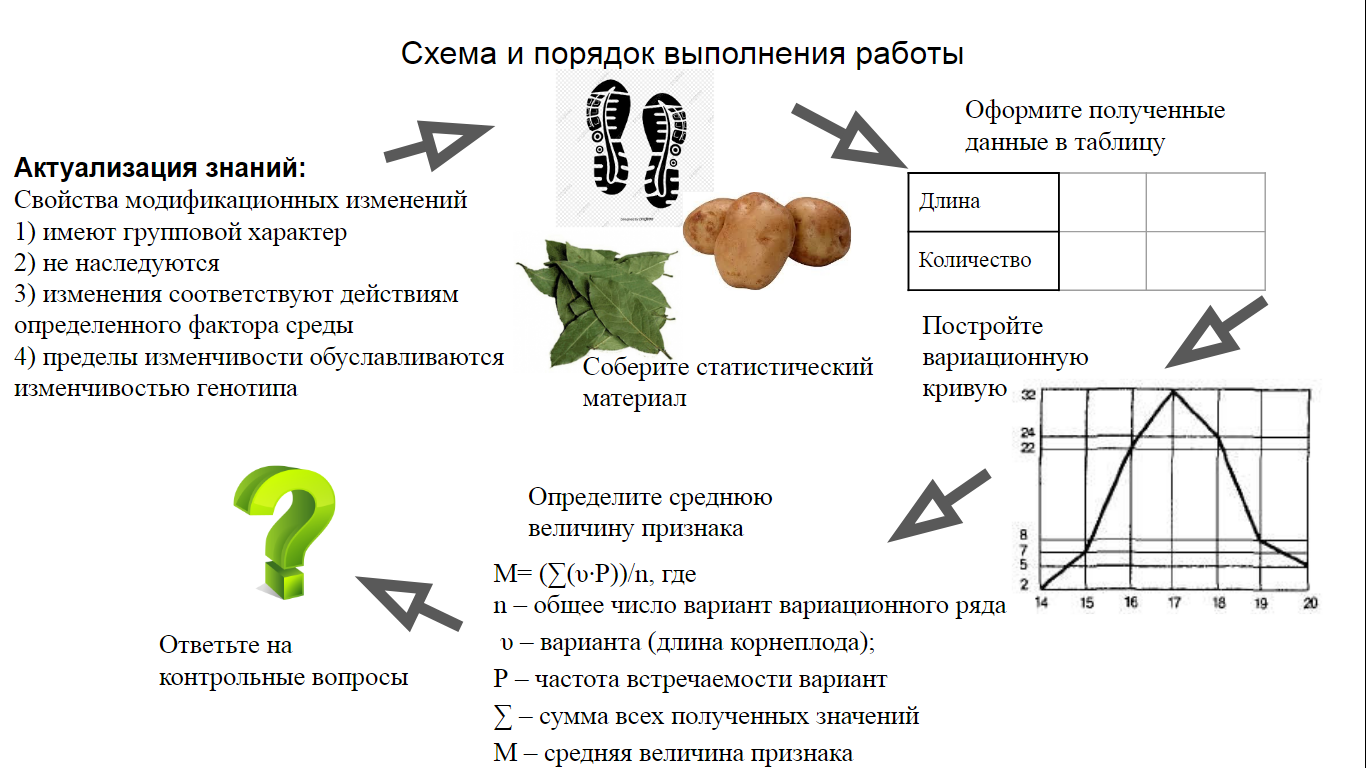 Схема и порядок выполнения работы
Актуализация знаний:
Свойства модификационных изменений
1) имеют групповой характер
2) не наследуются
3) изменения соответствуют действиям
определенного фактора среды
4) пределы изменчивости обуславливаются
изменчивостью генотипа
Соберите статистический
материал
Оформите полученные
данные в таблицу
Длина
Количество
Постройте
вариационную
кривую
32
24
22
8
7
5
2
14 15 16 17 18 19 20
Определите среднюю
величину признака
М= (∑(υ·Р))/n, где
n – общее число вариант вариационного ряда
υ – варианта (длина корнеплода);
Р – частота встречаемости вариант
∑ – сумма всех полученных значений
М – средняя величина признака
Ответьте на
контрольные вопросы